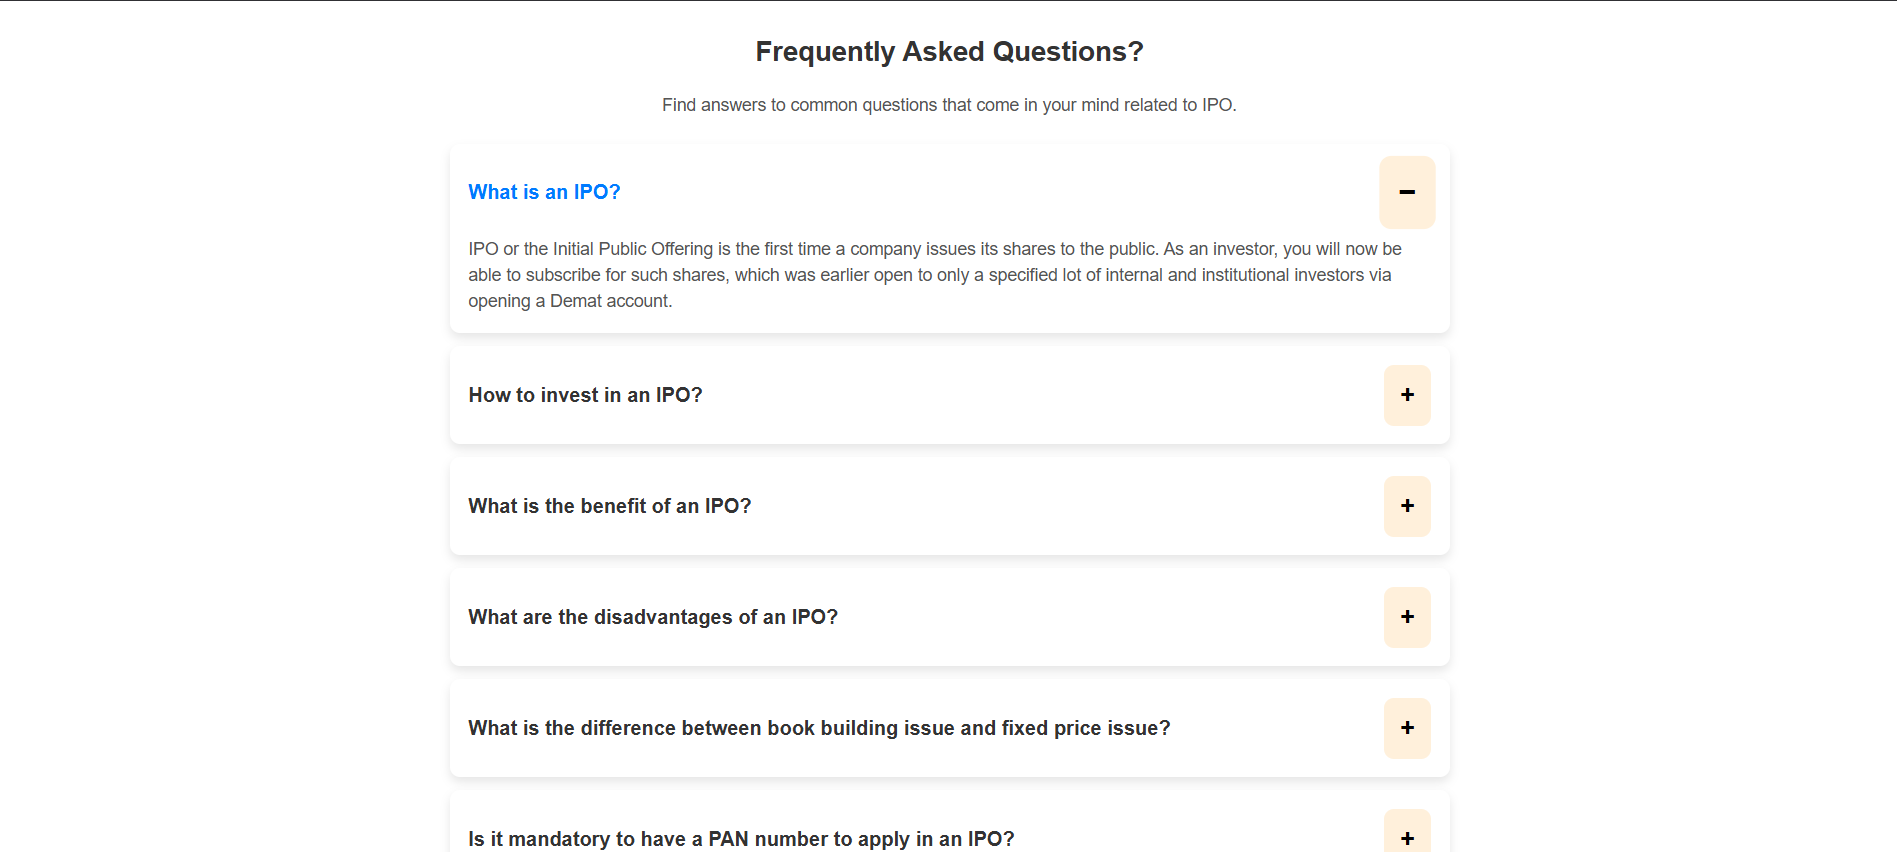 Frequently Asked Questions?
Find answers to common questions that come in your mind related to IPO.
What is an IPO?
−
IPO or the Initial Public Offering is the first time a company issues its shares to the public. As an investor, you will now be
able to subscribe for such shares, which was earlier open to only a specified lot of internal and institutional investors via
opening a Demat account.
How to invest in an IPO?
+
What is the benefit of an IPO?
+
What are the disadvantages of an IPO?
+
What is the difference between book building issue and fixed price issue?
+
Is it mandatory to have a PAN number to apply in an IPO?
+